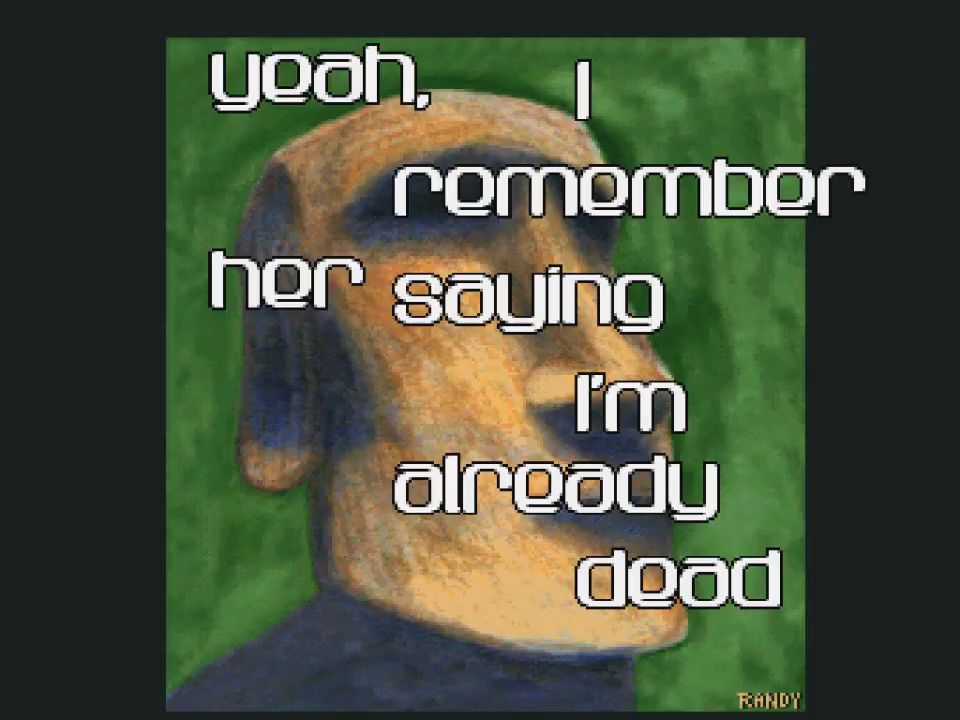 yeah, I
remember
her saying
I'm
already
dead
RANDY